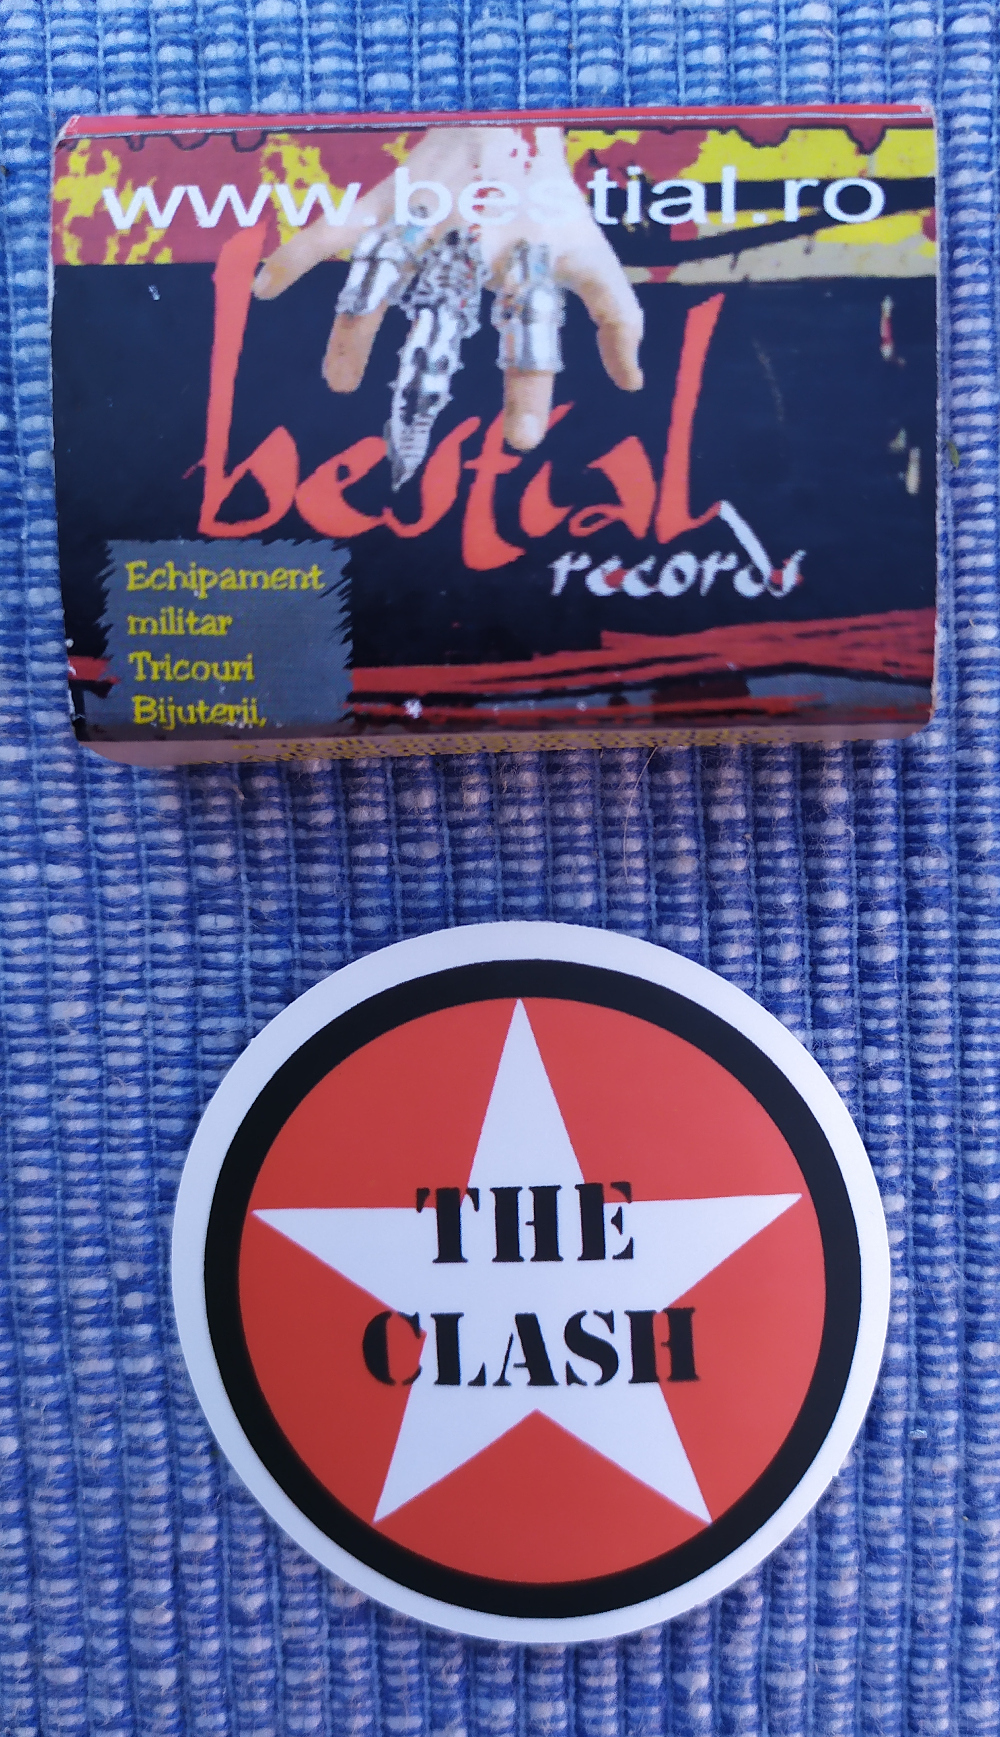 www.bestial.ro
bestial
records
Echipament
militar
Tricouri
Bijuterii,
THE
CLASH